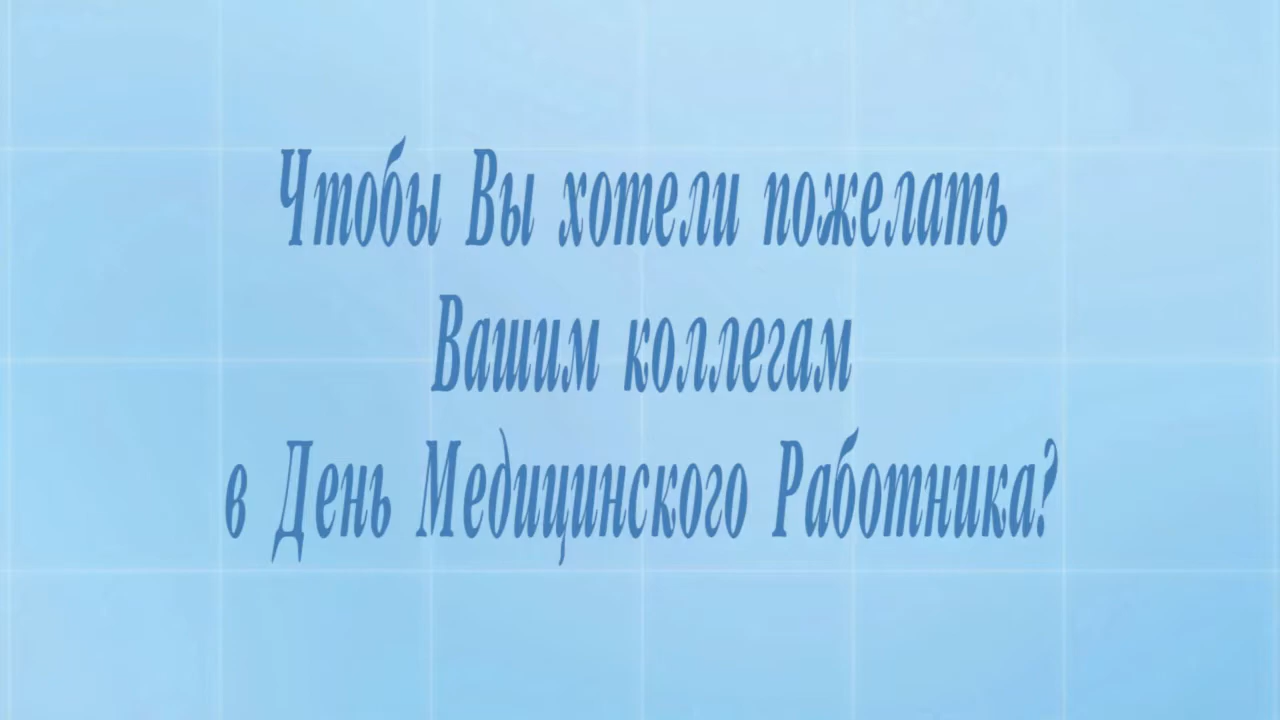 Чтобы Вы хотели пожелать
Вашим коллегам
в День Медицинского Работника?